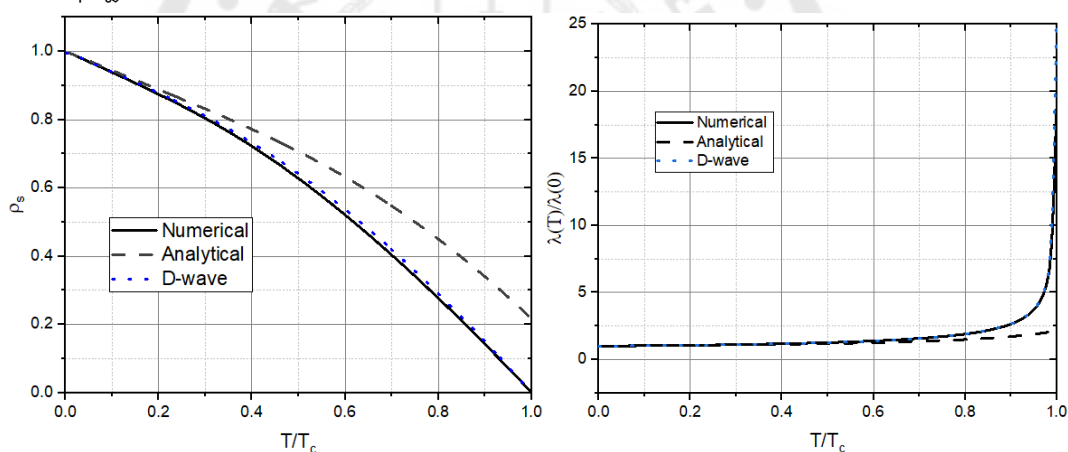 1.0
0.8
0.6
0.4
0.2
0.0
ρs
Numerical
Analytical
D-wave
0.0 0.2 0.4 0.6 0.8 1.0
T/Tc
25
20
15
10
5
0
λ(T)/λ(0)
Numerical
Analytical
D-wave
0.0 0.2 0.4 0.6 0.8 1.0
T/Tc